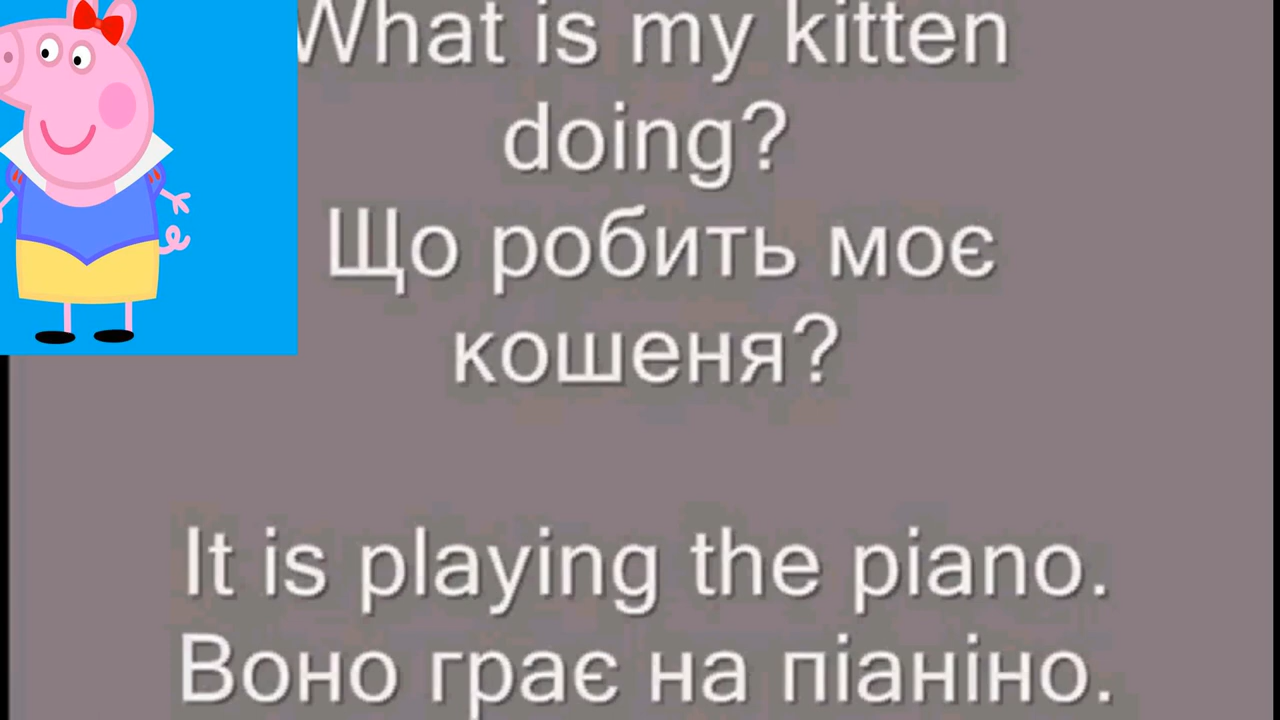 What is my kitten
doing?
Що робить моє
кошеня?
It is playing the piano.
Воно грає на піаніно.